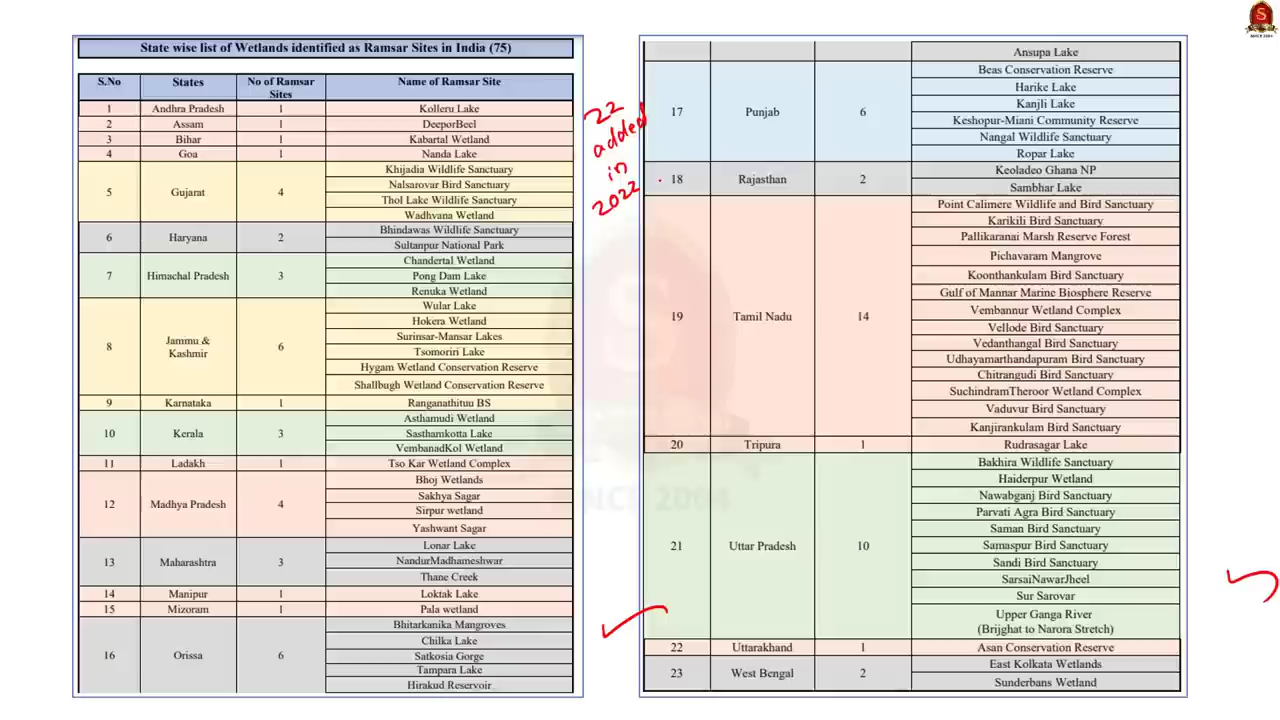 State wise list of Wetlands identified as Ramsar Sites in India (75)
S.No States No of Ramsar Sites Name of Ramsar Site
1 Andhra Pradesh 1 Kolleru Lake
2 Assam 1 DeeporBeel
3 Bihar 1 Kabartal Wetland
4 Goa 1 Nanda Lake
5 Gujarat 4 Khijadia Wildlife Sanctuary
Nalsarovar Bird Sanctuary
Thol Lake Wildlife Sanctuary
Wadhvana Wetland
6 Haryana 2 Bhindawas Wildlife Sanctuary
Sultanpur National Park
7 Himachal Pradesh 3 Chandertal Wetland
Pong Dam Lake
Renuka Wetland
8 Jammu & Kashmir 6 Wular Lake
Hokera Wetland
Surinsar-Mansar Lakes
Tsomoriri Lake
Hygam Wetland Conservation Reserve
Shallbugh Wetland Conservation Reserve
9 Karnataka 1 Ranganathituu BS
10 Kerala 3 Asthamudi Wetland
Sasthamkotta Lake
VembanadKol Wetland
11 Ladakh 1 Tso Kar Wetland Complex
12 Madhya Pradesh 4 Bhoj Wetlands
Sakhya Sagar
Sirpur wetland
Yashwant Sagar
13 Maharashtra 3 Lonar Lake
NandurMadhameshwar
Thane Creek
14 Manipur 1 Loktak Lake
15 Mizoram 1 Pala wetland
16 Orissa 6 Bhitarkanika Mangroves
Chilka Lake
Satkosia Gorge
Tampara Lake
Hirakud Reservoir
22
added
in
2022
Ansupa Lake
17 Punjab 6 Beas Conservation Reserve
Harike Lake
Kanjli Lake
Keshopur-Miani Community Reserve
Nangal Wildlife Sanctuary
Ropar Lake
18 Rajasthan 2 Keoladeo Ghana NP
Sambhar Lake
19 Tamil Nadu 14 Point Calimere Wildlife and Bird Sanctuary
Karikili Bird Sanctuary
Pallikaranai Marsh Reserve Forest
Pichavaram Mangrove
Koonthankulam Bird Sanctuary
Gulf of Mannar Marine Biosphere Reserve
Vembannur Wetland Complex
Vellode Bird Sanctuary
Vedanthangal Bird Sanctuary
Udhayamarthandapuram Bird Sanctuary
Chitrangudi Bird Sanctuary
SuchindramTheroor Wetland Complex
Vaduvur Bird Sanctuary
Kanjirankulam Bird Sanctuary
20 Tripura 1 Rudrasagar Lake
21 Uttar Pradesh 10 Bakhira Wildlife Sanctuary
Haiderpur Wetland
Nawabganj Bird Sanctuary
Parvati Agra Bird Sanctuary
Saman Bird Sanctuary
Samaspur Bird Sanctuary
Sandi Bird Sanctuary
SarsaiNawarJheel
Sur Sarovar
Upper Ganga River
(Brijghat to Narora Stretch)
22 Uttarakhand 1 Asan Conservation Reserve
23 West Bengal 2 East Kolkata Wetlands
Sunderbans Wetland
S
SINCE 2004
SINCE 2004